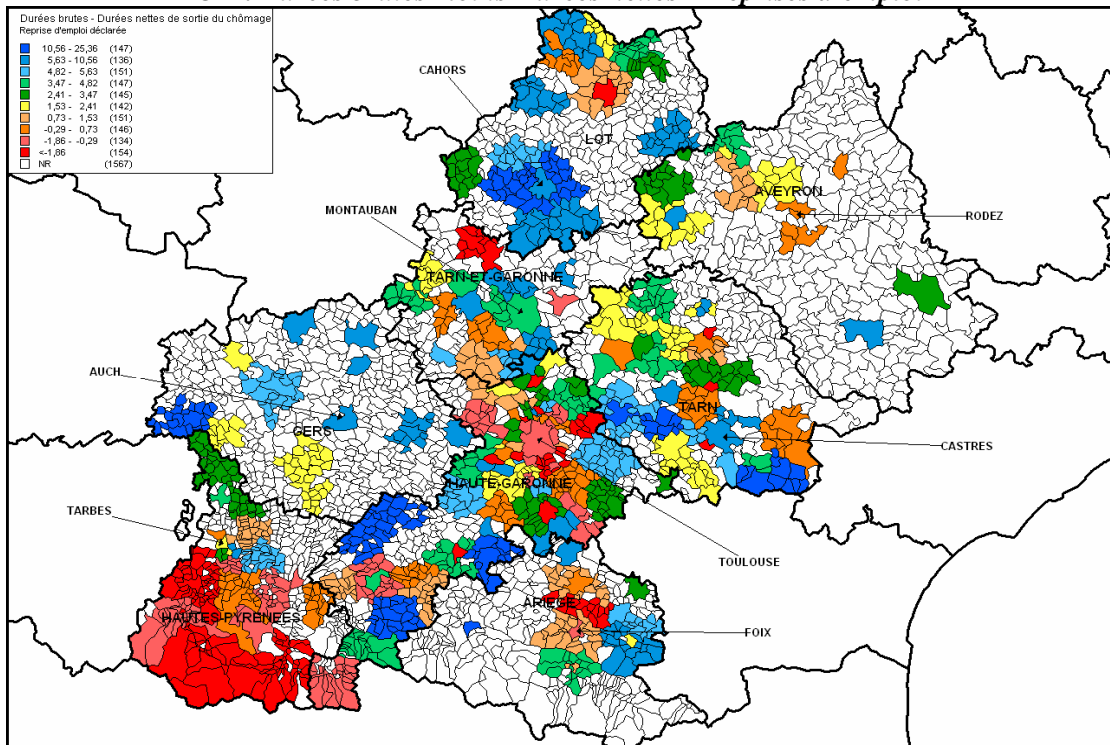 Durées brutes - Durées nettes de sortie du chômage
Reprise d'emploi déclarée
10,56 - 25,36 (147)
5,63 - 10,56 (136)
4,82 - 5,63 (151)
3,47 - 4,82 (147)
2,41 - 3,47 (145)
1,53 - 2,41 (142)
0,73 - 1,53 (151)
-0,29 - 0,73 (146)
-1,86 - -0,29 (134)
<-1,86 (154)
NR (1567)
CAHORS
LOT
AVEYRON
MONTAUBAN
RODEZ
TARN-ET-GARONNE
AUCH
GERS
TARN
CASTRES
HAUTE-GARONNE
TARBES
TOULOUSE
ARIEGE
HAUTES-PYRENEES
FOIX